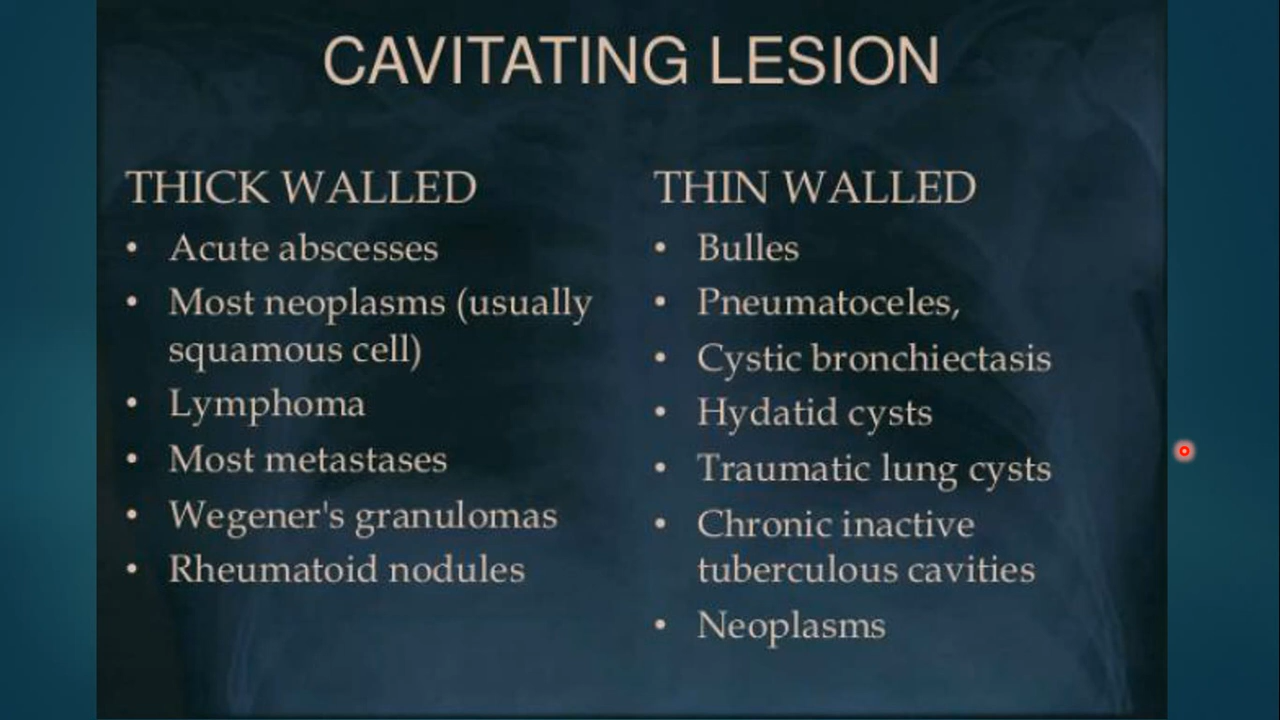 CAVITATING LESION
THICK WALLED
• Acute abscesses
• Most neoplasms (usually
squamous cell)
• Lymphoma
• Most metastases
• Wegener's granulomas
• Rheumatoid nodules
THIN WALLED
• Bulles
• Pneumatoceles,
• Cystic bronchiectasis
• Hydatid cysts
• Traumatic lung cysts
• Chronic inactive
tuberculous cavities
• Neoplasms